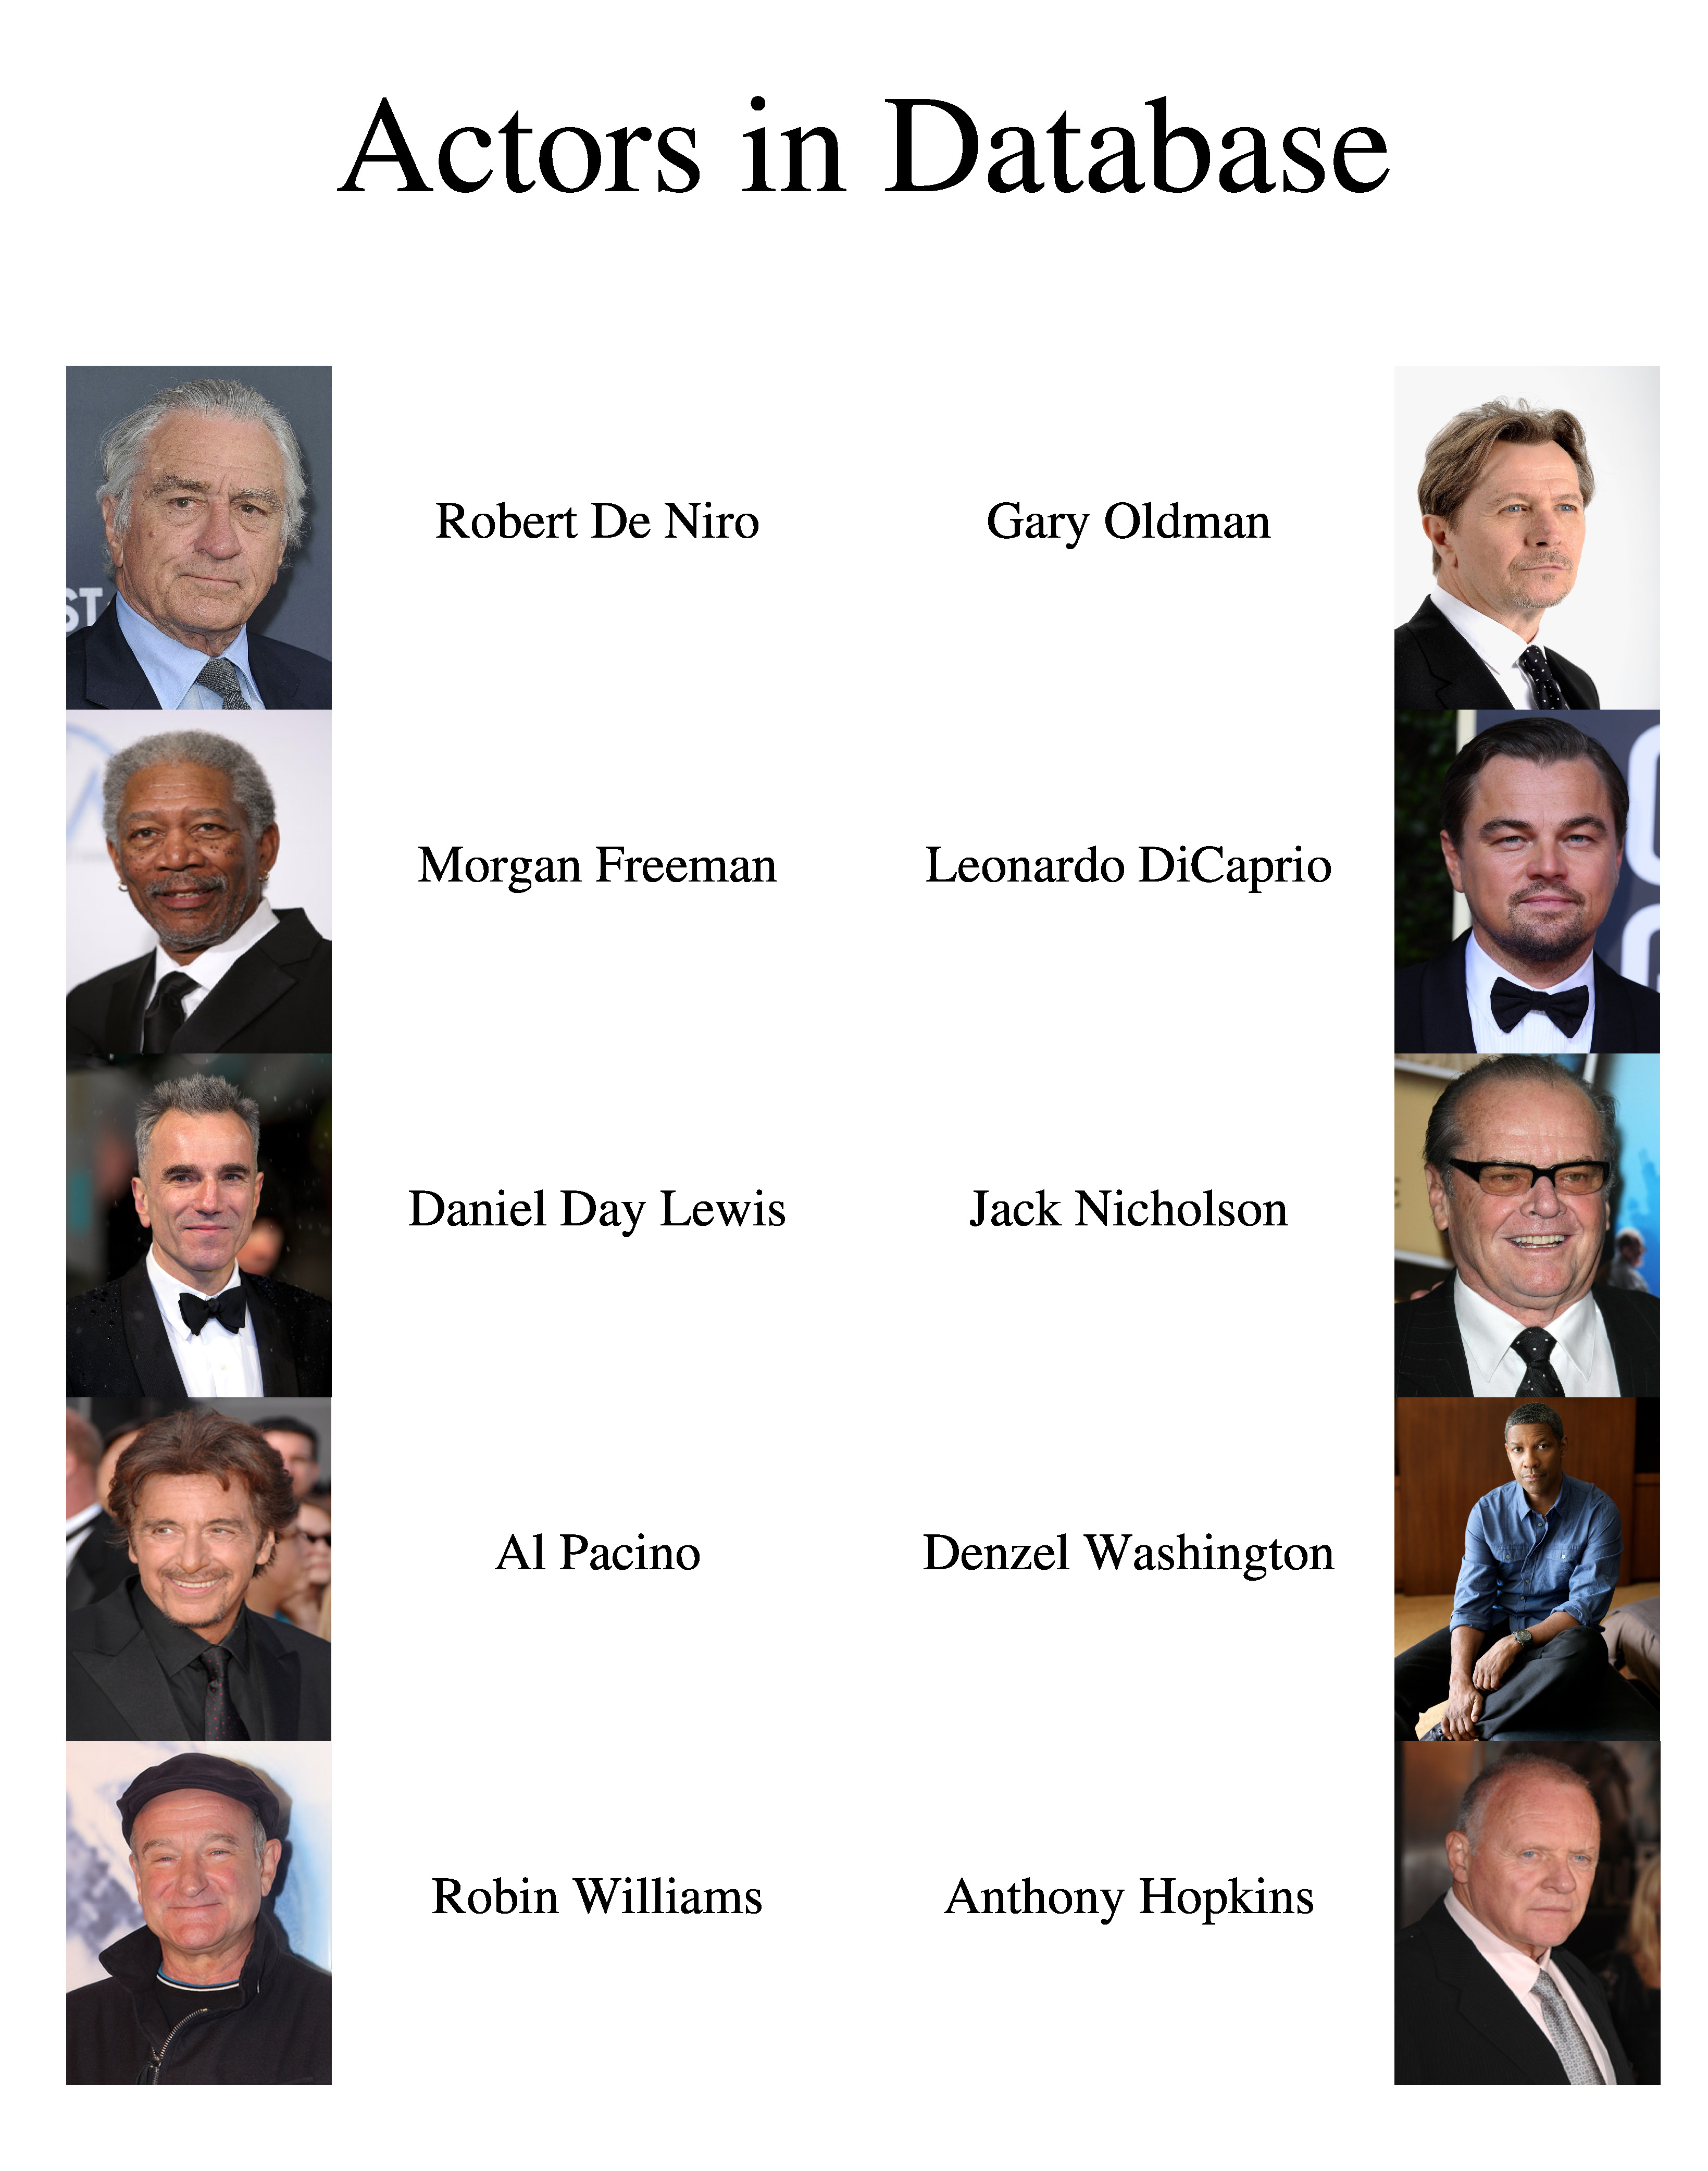 Actors in Database
Robert De Niro
Gary Oldman
Morgan Freeman
Leonardo DiCaprio
Daniel Day Lewis
Jack Nicholson
Al Pacino
Denzel Washington
Robin Williams
Anthony Hopkins
ST